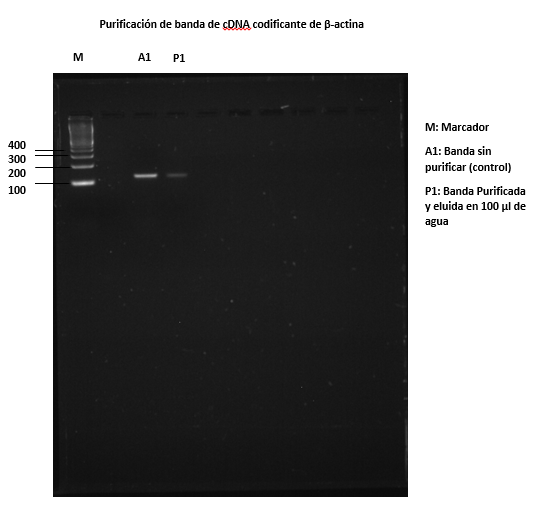 Purificación de banda de cDNA codificante de β-actina
M A1 P1
400
300
200
100
M: Marcador
A1: Banda sin
purificar (control)
P1: Banda Purificada
y eluida en 100 µl de
agua